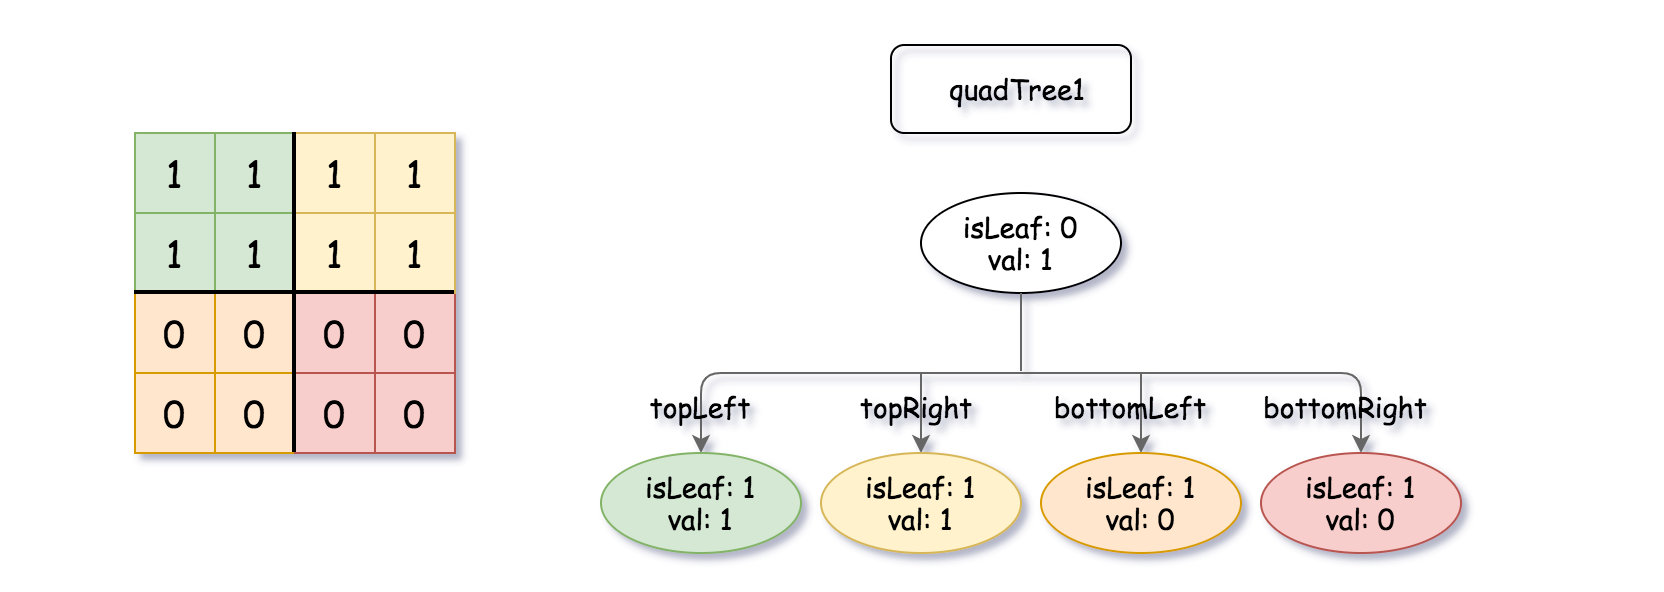 quadTree1
1 1 1 1
1 1 1 1
0 0 0 0
0 0 0 0
isLeaf: 0
val: 1
topLeft topRight bottomLeft bottomRight
isLeaf: 1
val: 1
isLeaf: 1
val: 1
isLeaf: 1
val: 0
isLeaf: 1
val: 0